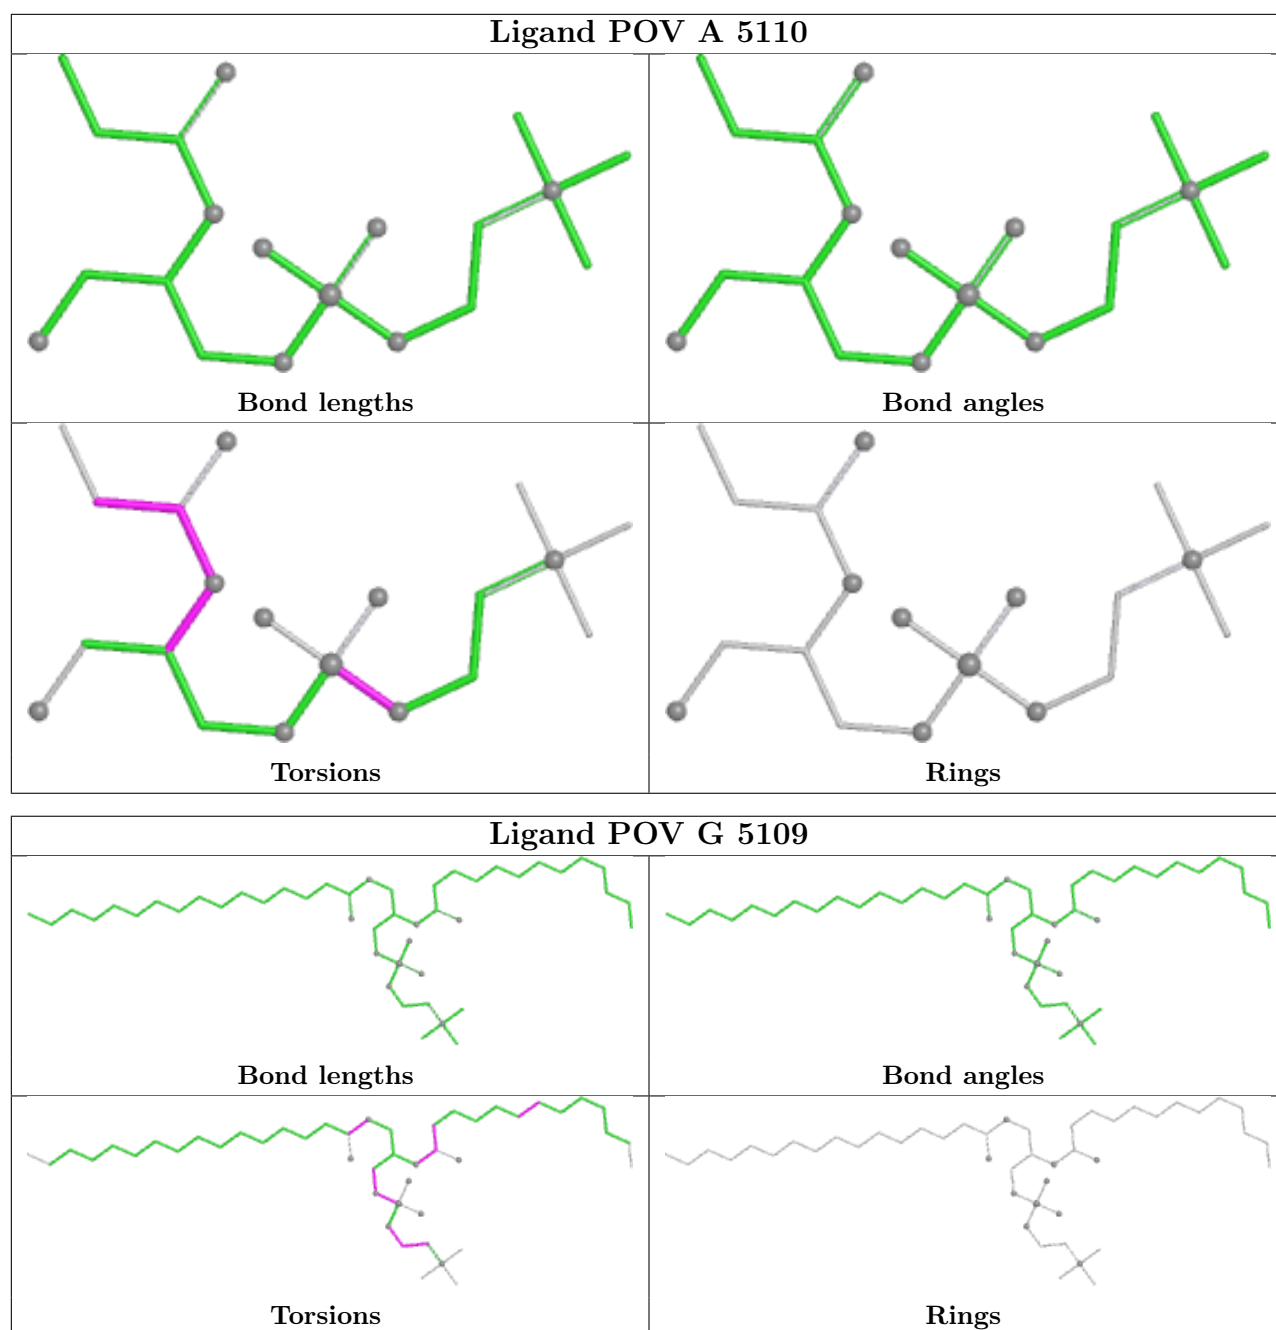 Ligand POV A 5110
Bond lengths
Bond angles
Torsions
Rings
Ligand POV G 5109
Bond lengths
Bond angles
Torsions
Rings